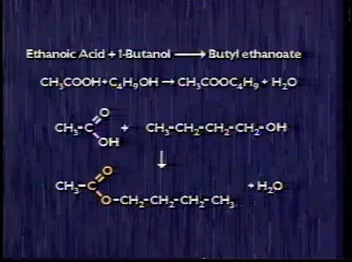 Ethanoic Acid + 1-Butanol ⟶ Butyl ethanoate
CH₃COOH+C₄H₉OH → CH₃COOC₄H₉ + H₂O
O
CH₃-C + CH₃-CH₂-CH₂-CH₂-OH
OH
↓
O
CH₃-C + H₂O
O-CH₂-CH₂-CH₂-CH₃